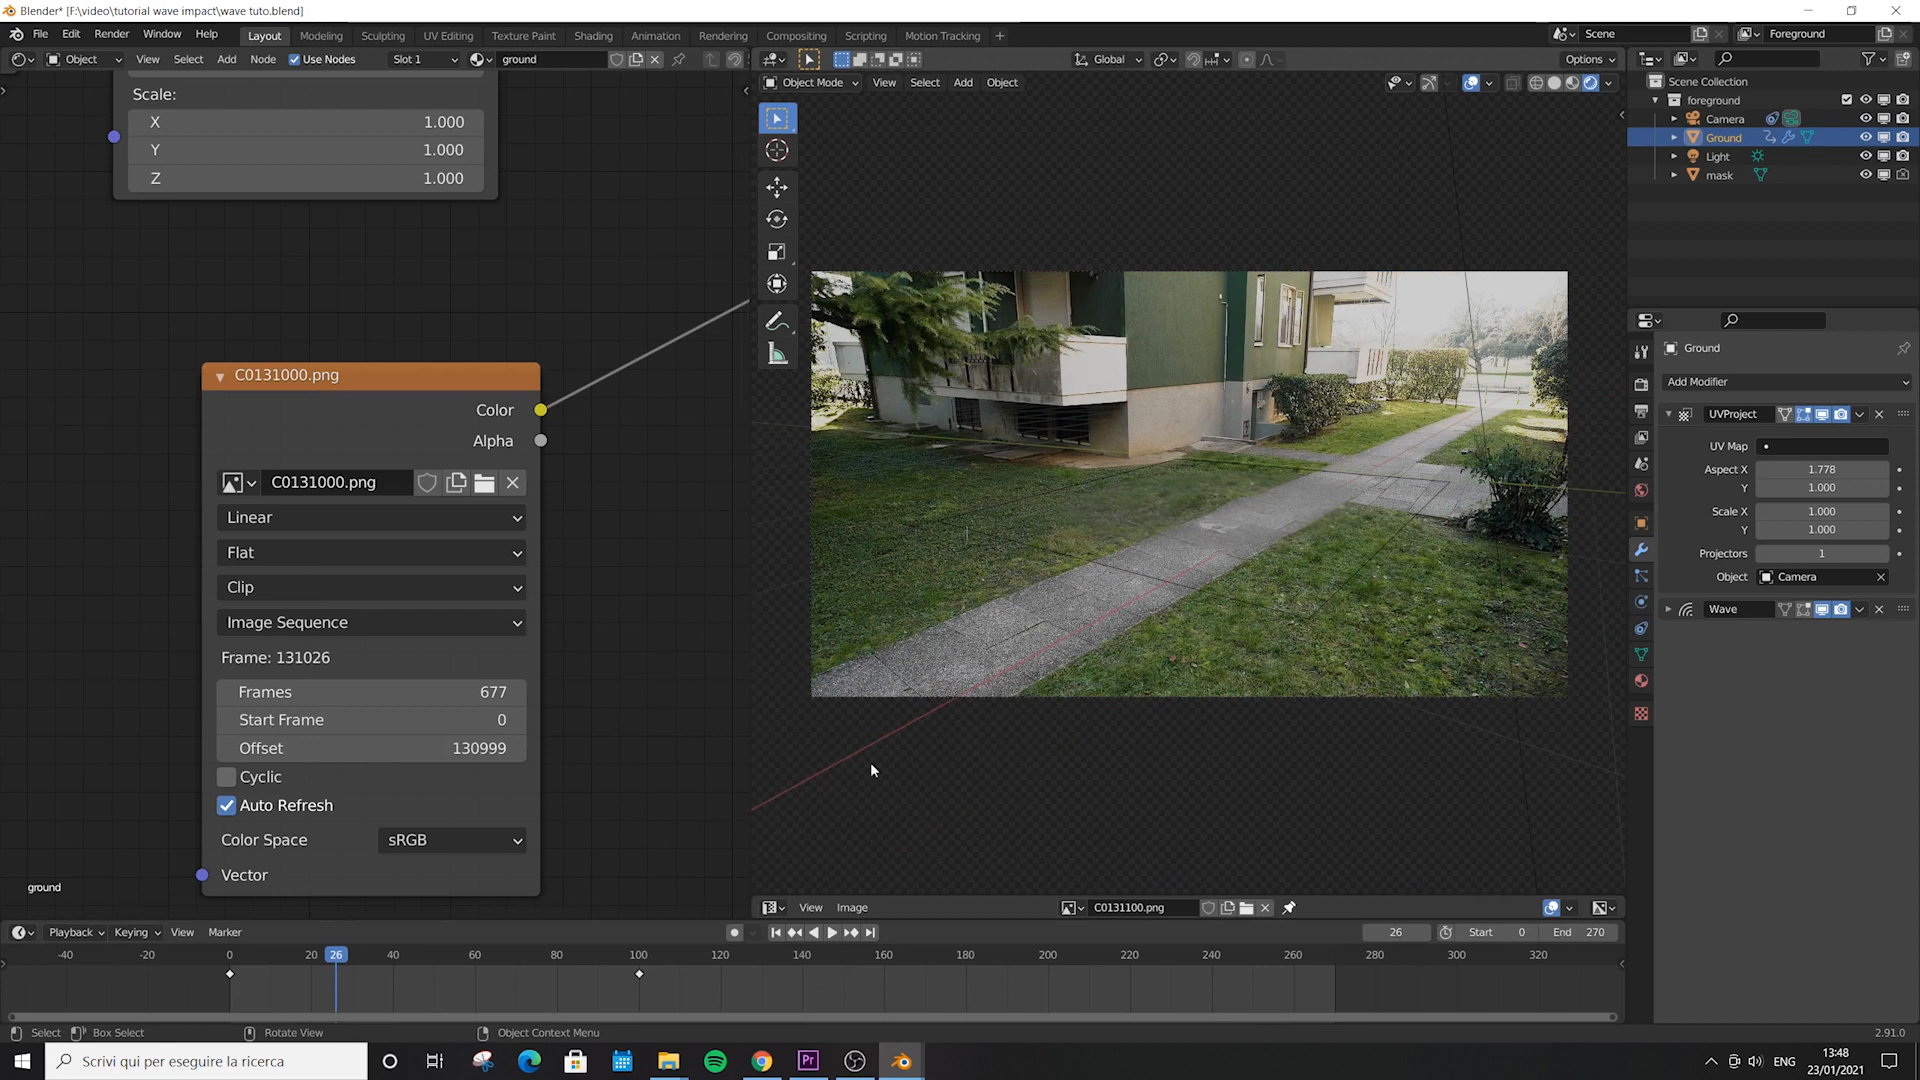 Blender* [F:\video\tutorial wave impact\wave tuto.blend]
File Edit Render Window Help Layout Modeling Sculpting UV Editing Texture Paint Shading Animation Rendering Compositing Scripting Motion Tracking + Scene Foreground
Object View Select Add Node Use Nodes Slot 1 ground Global Options
Object Mode View Select Add Object
Scale:
X 1.000
Y 1.000
Z 1.000
C0131000.png
Color
Alpha
C0131000.png
Linear
Flat
Clip
Image Sequence
Frame: 131026
Frames 677
Start Frame 0
Offset 130999
Cyclic
Auto Refresh
Color Space sRGB
Vector
ground
Scene Collection
foreground
Camera
Ground
Light
mask
Ground
Add Modifier
UVProject
UV Map
Aspect X 1.778
Y 1.000
Scale X 1.000
Y 1.000
Projectors 1
Object Camera
Wave
View Image C0131100.png
Playback Keying View Marker 26 Start 0 End 270
-40 -20 0 20 26 40 60 80 100 120 140 160 180 200 220 240 260 280 300 320
Select Box Select Rotate View Object Context Menu 2.91.0
Scrivi qui per eseguire la ricerca Pr ENG 13:48
23/01/2021